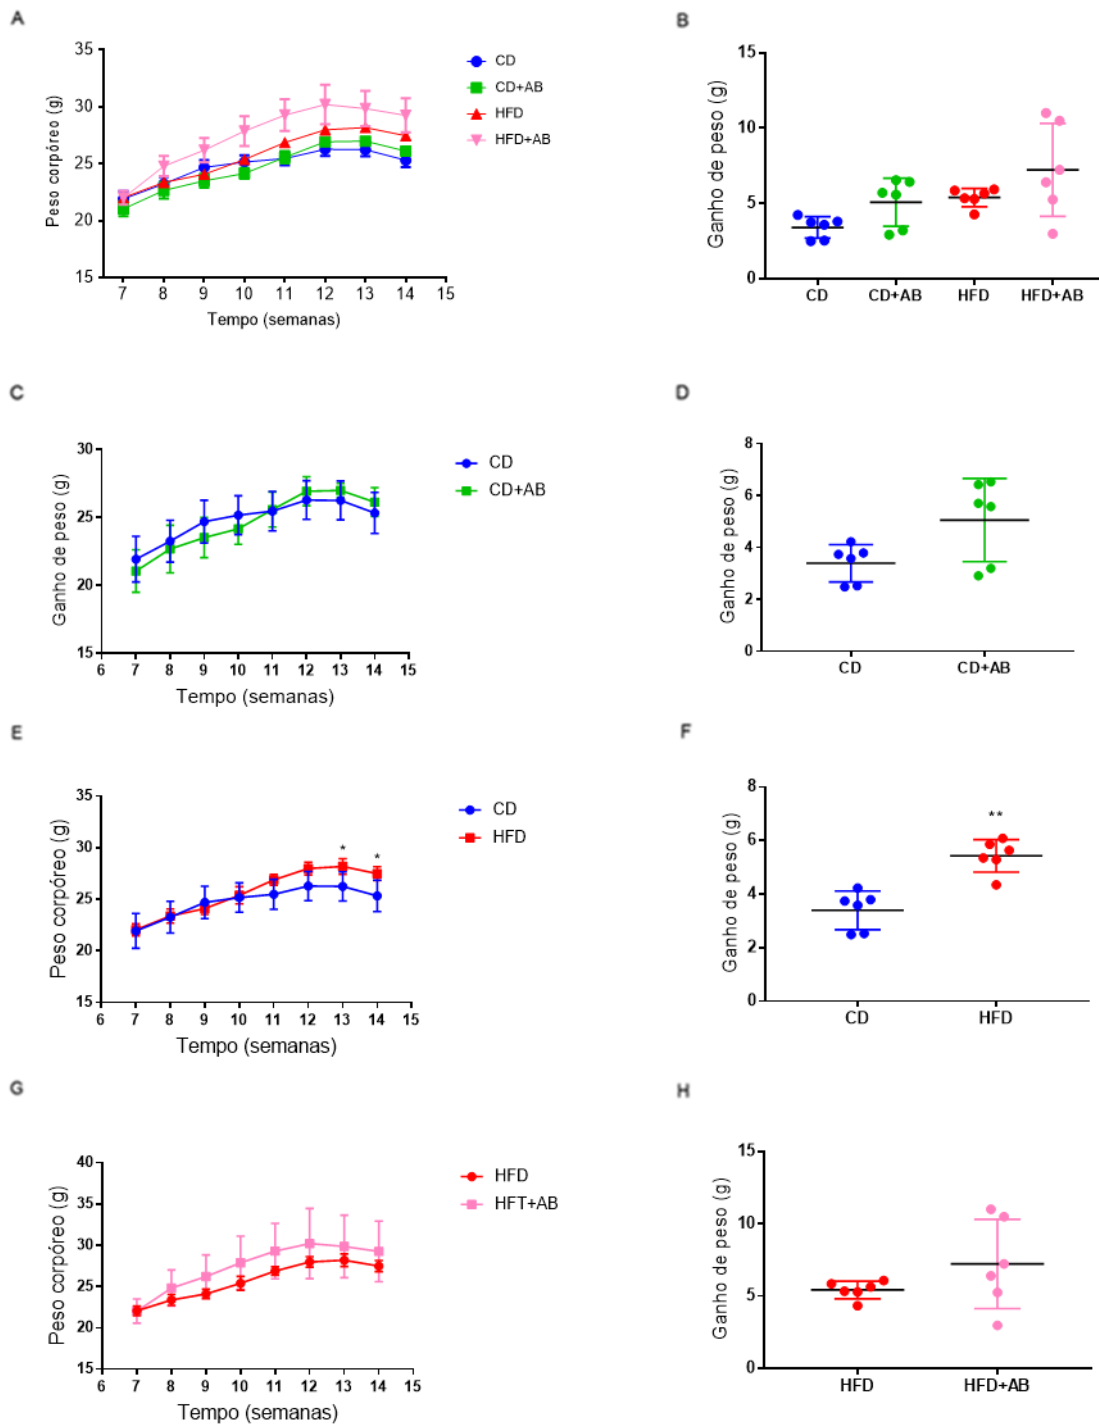 A
35
30
25
20
15
Peso corpóreo (g)
7 8 9 10 11 12 13 14 15
Tempo (semanas)
CD
CD+AB
HFD
HFD+AB
B
15
10
5
0
Ganho de peso (g)
CD CD+AB HFD HFD+AB
C
30
25
20
15
Ganho de peso (g)
6 7 8 9 10 11 12 13 14 15
Tempo (semanas)
CD
CD+AB
D
8
6
4
2
0
Ganho de peso (g)
CD CD+AB
E
35
30
25
20
15
Peso corpóreo (g)
* *
6 7 8 9 10 11 12 13 14 15
Tempo (semanas)
CD
HFD
F
8
6
4
2
0
Ganho de peso (g)
**
CD HFD
G
40
35
30
25
20
15
Peso corpóreo (g)
6 7 8 9 10 11 12 13 14 15
Tempo (semanas)
HFD
HFT+AB
H
15
10
5
0
Ganho de peso (g)
HFD HFD+AB